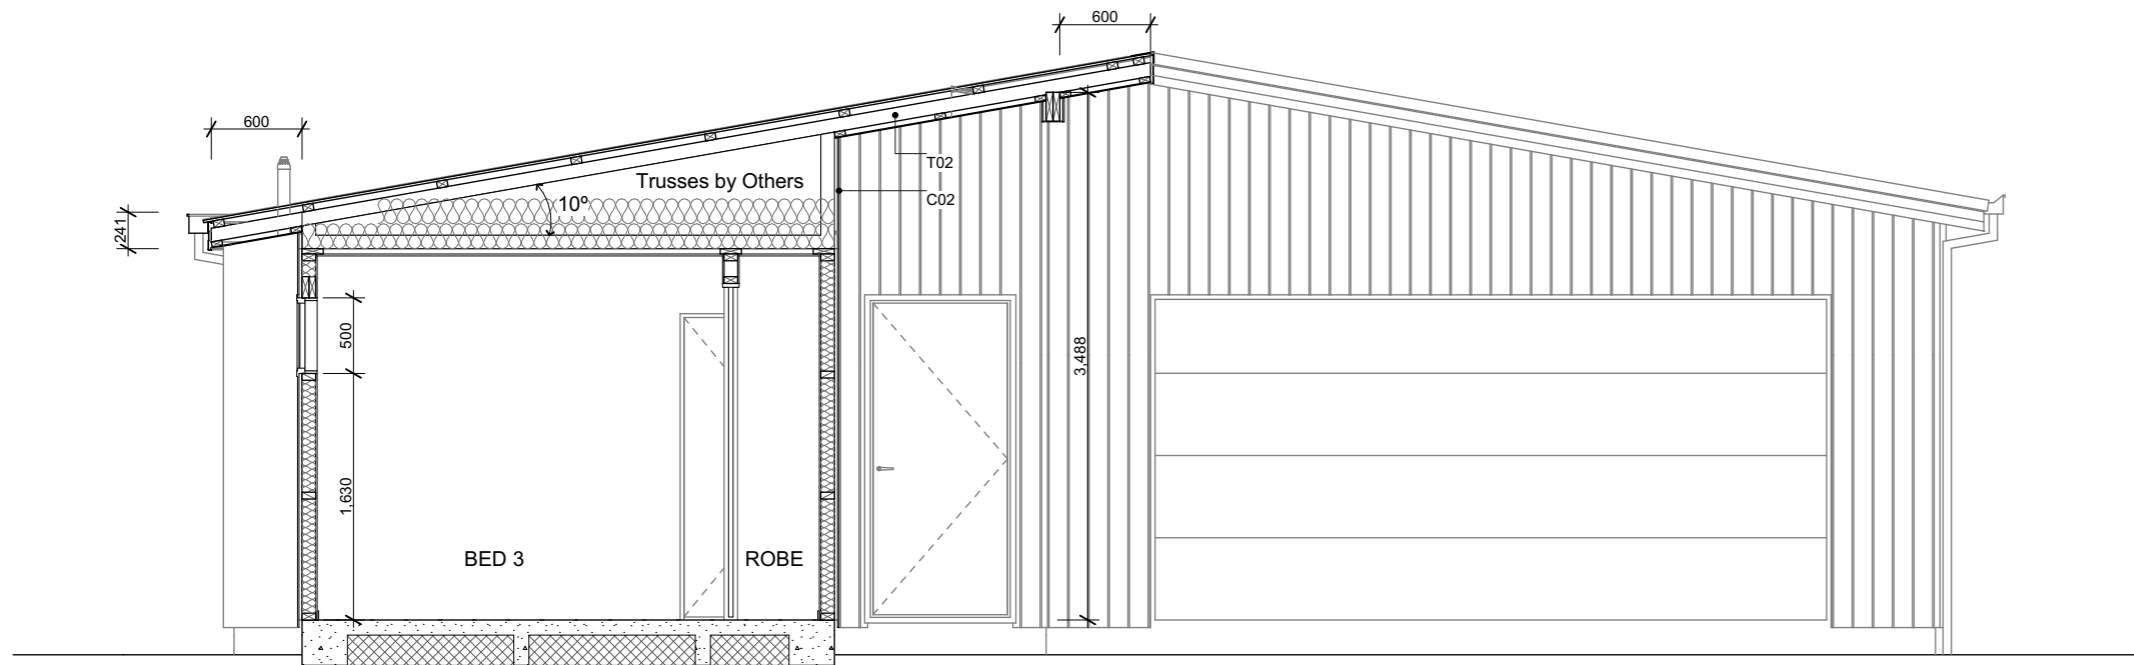 600
600
T02
Trusses by Others
C02
10º
241
500
3,488
1,630
BED 3
ROBE